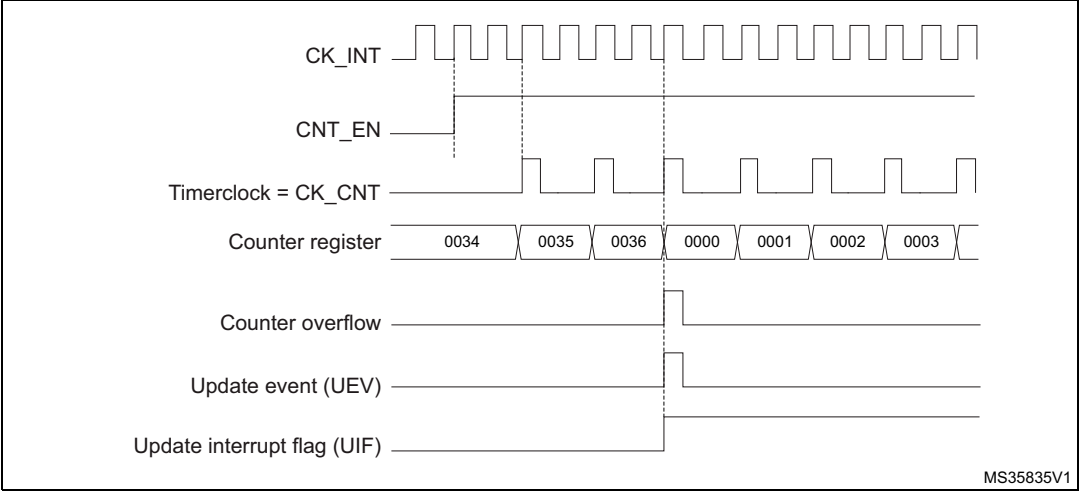 CK_INT
CNT_EN
Timerclock = CK_CNT
Counter register 0034 0035 0036 0000 0001 0002 0003
Counter overflow
Update event (UEV)
Update interrupt flag (UIF)
MS35835V1